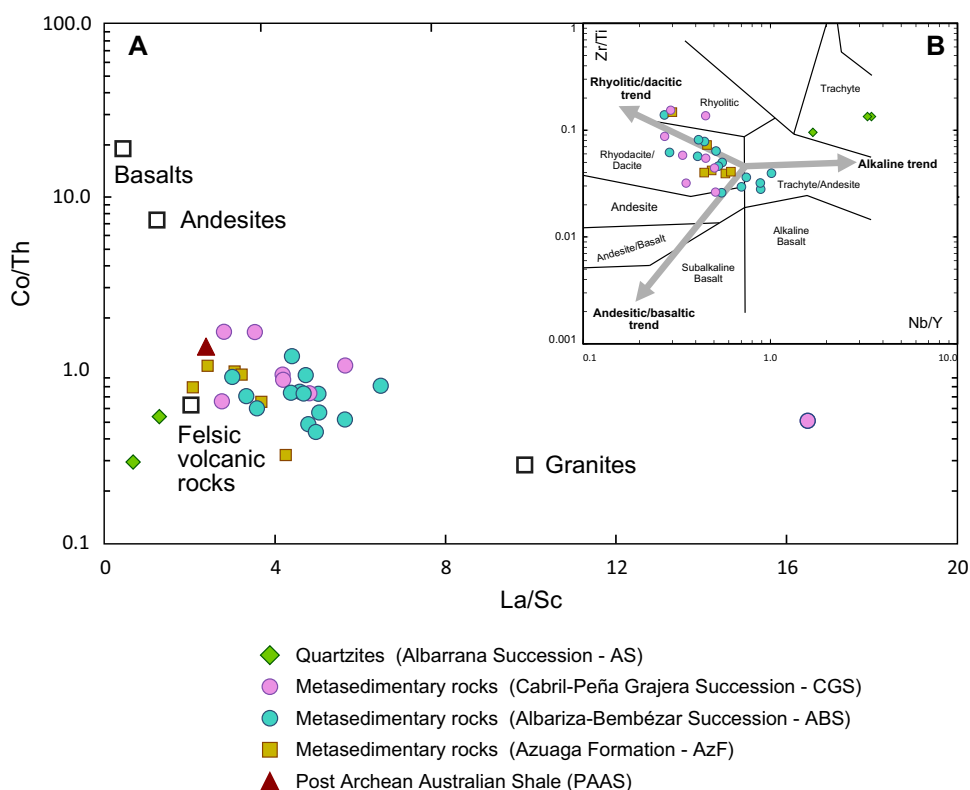 A
100.0
10.0
1.0
0.1
Co/Th
Basalts
Andesites
Felsic
volcanic
rocks
Granites
0
4
8
12
16
20
La/Sc
B
Zr/Ti
1
0.1
0.01
0.001
Rhyolitic/dacitic
trend
Rhyolitic
Trachyte
Rhyodacite/
Dacite
Alkaline trend
Trachyte/Andesite
Andesite
Andesite/Basalt
Alkaline
Basalt
Subalkaline
Basalt
Andesitic/basaltic
trend
Nb/Y
0.1
1.0
10.0
Quartzites (Albarrana Succession - AS)
Metasedimentary rocks (Cabril-Peña Grajera Succession - CGS)
Metasedimentary rocks (Albariza-Bembézar Succession - ABS)
Metasedimentary rocks (Azuaga Formation - AzF)
Post Archean Australian Shale (PAAS)